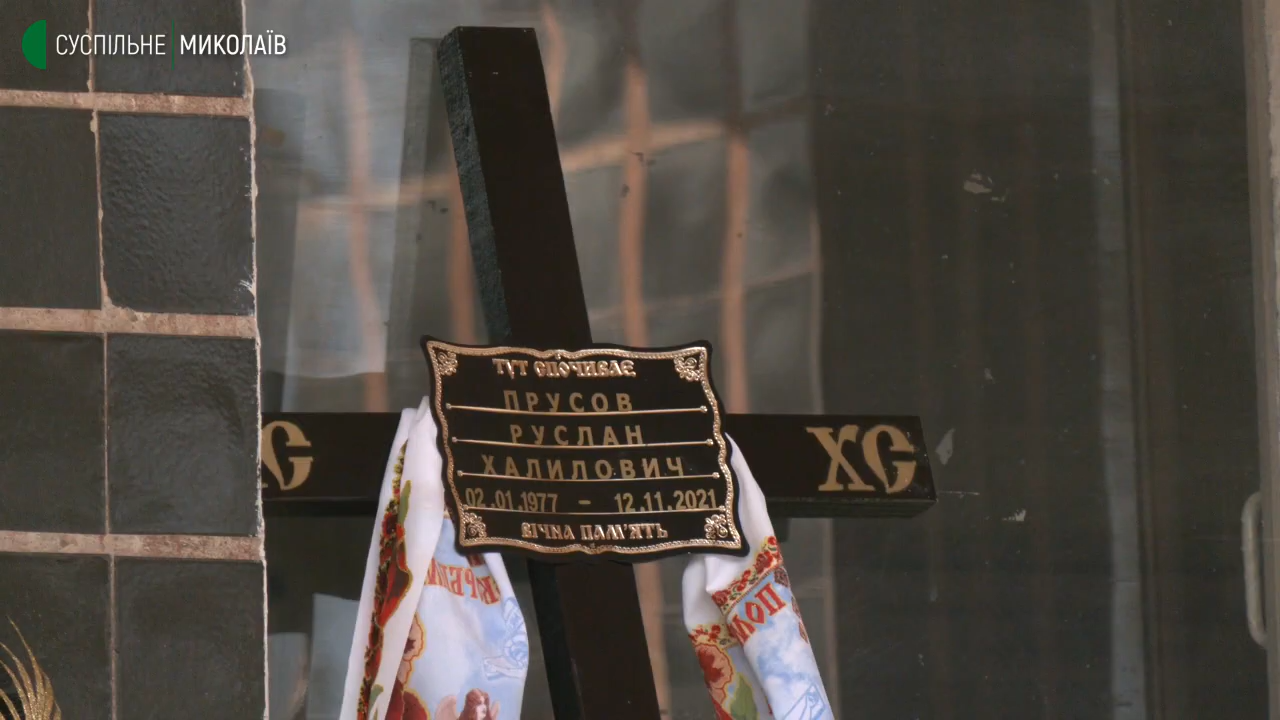 СУСПІЛЬНЕ МИКОЛАЇВ
ТУТ СПОЧИВАЄ
ПРУСОВ
РУСЛАН
ХАЛИЛОВИЧ
02.01.1977 – 12.11.2021
ВІЧНА ПАМ'ЯТЬ
ХС